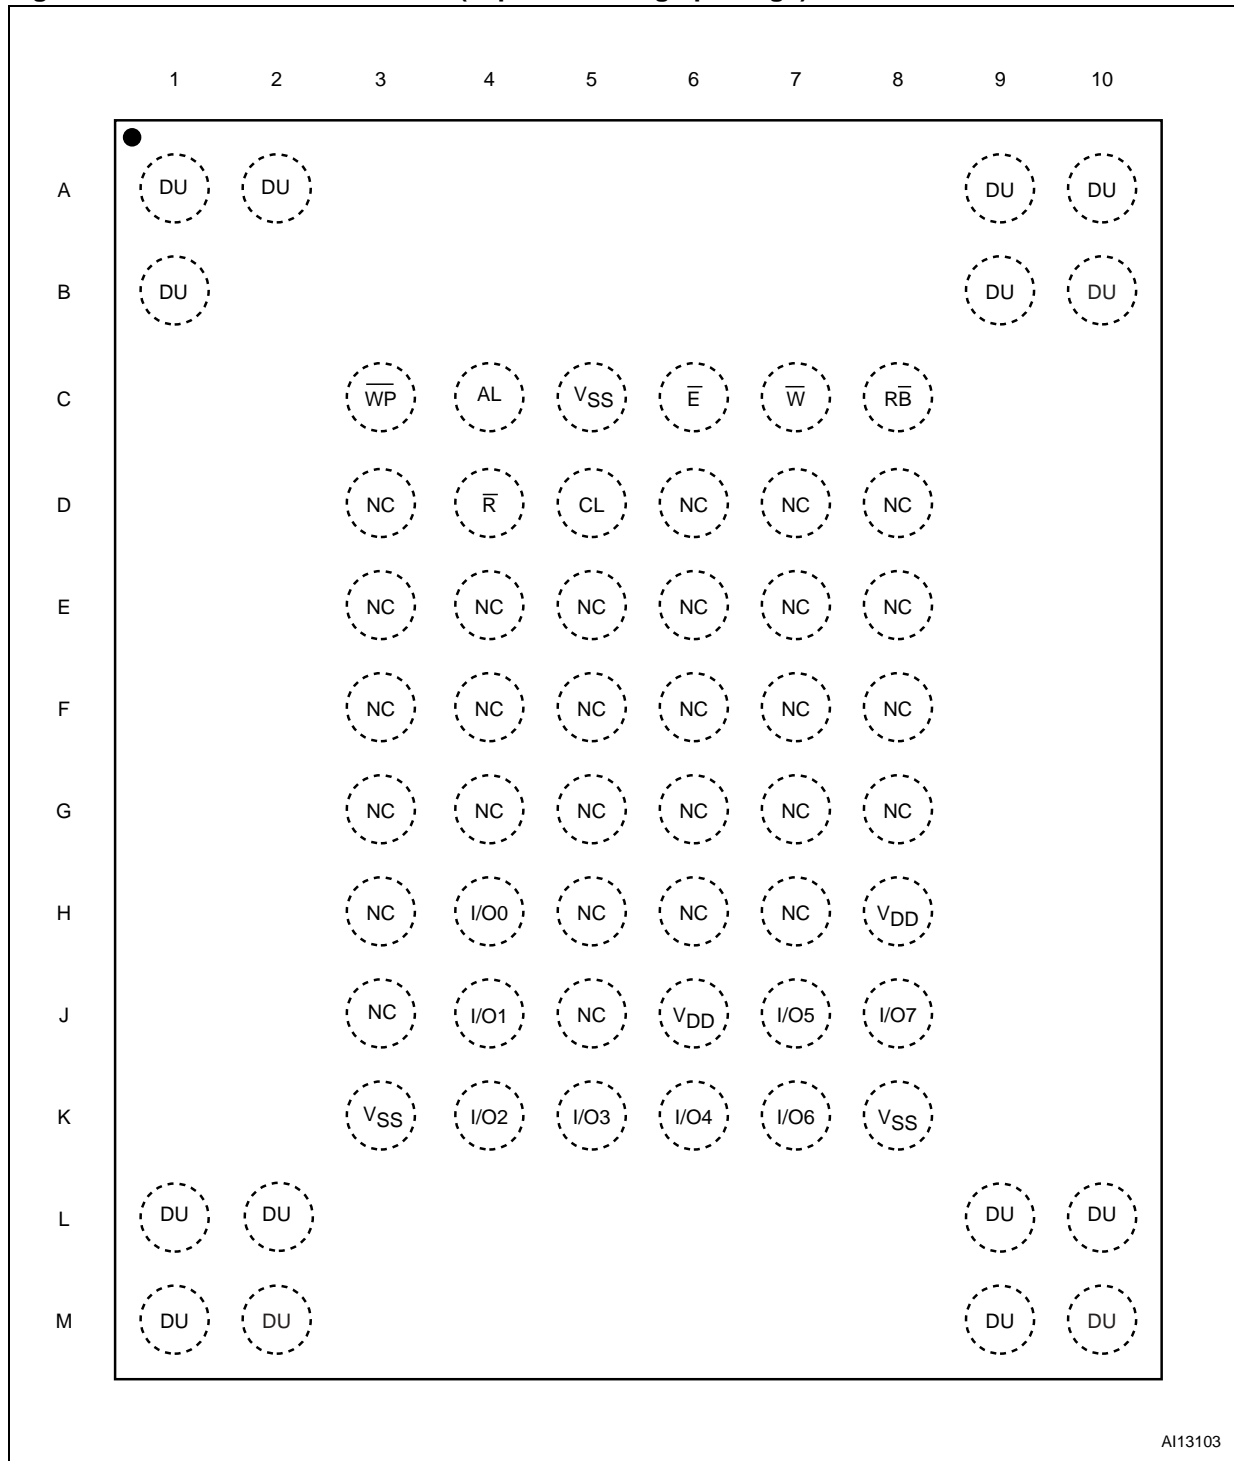 1 2 3 4 5 6 7 8 9 10
A DU DU DU DU
B DU DU DU
C W̅P̅ AL VSS E̅ W̅ RB̅
D NC R̅ CL NC NC NC
E NC NC NC NC NC NC
F NC NC NC NC NC NC
G NC NC NC NC NC NC
H NC I/O0 NC NC NC VDD
J NC I/O1 NC VDD I/O5 I/O7
K VSS I/O2 I/O3 I/O4 I/O6 VSS
L DU DU DU DU
M DU DU DU DU
AI13103